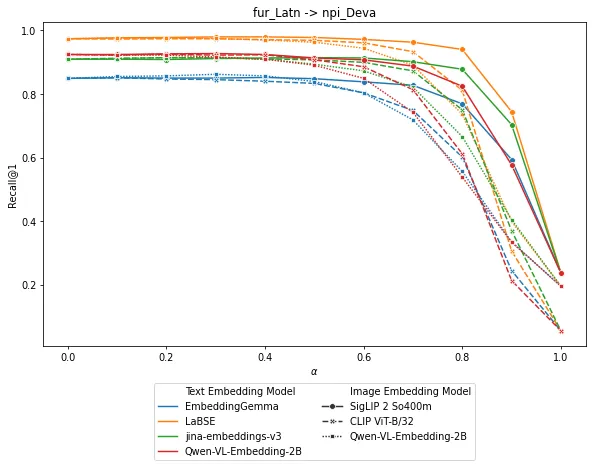 fur_Latn -> npi_Deva
1.0
0.8
0.6
0.4
0.2
Recall@1
0.0 0.2 0.4 0.6 0.8 1.0
α
Text Embedding Model
EmbeddingGemma
LaBSE
jina-embeddings-v3
Qwen-VL-Embedding-2B
Image Embedding Model
SigLIP 2 So400m
CLIP ViT-B/32
Qwen-VL-Embedding-2B